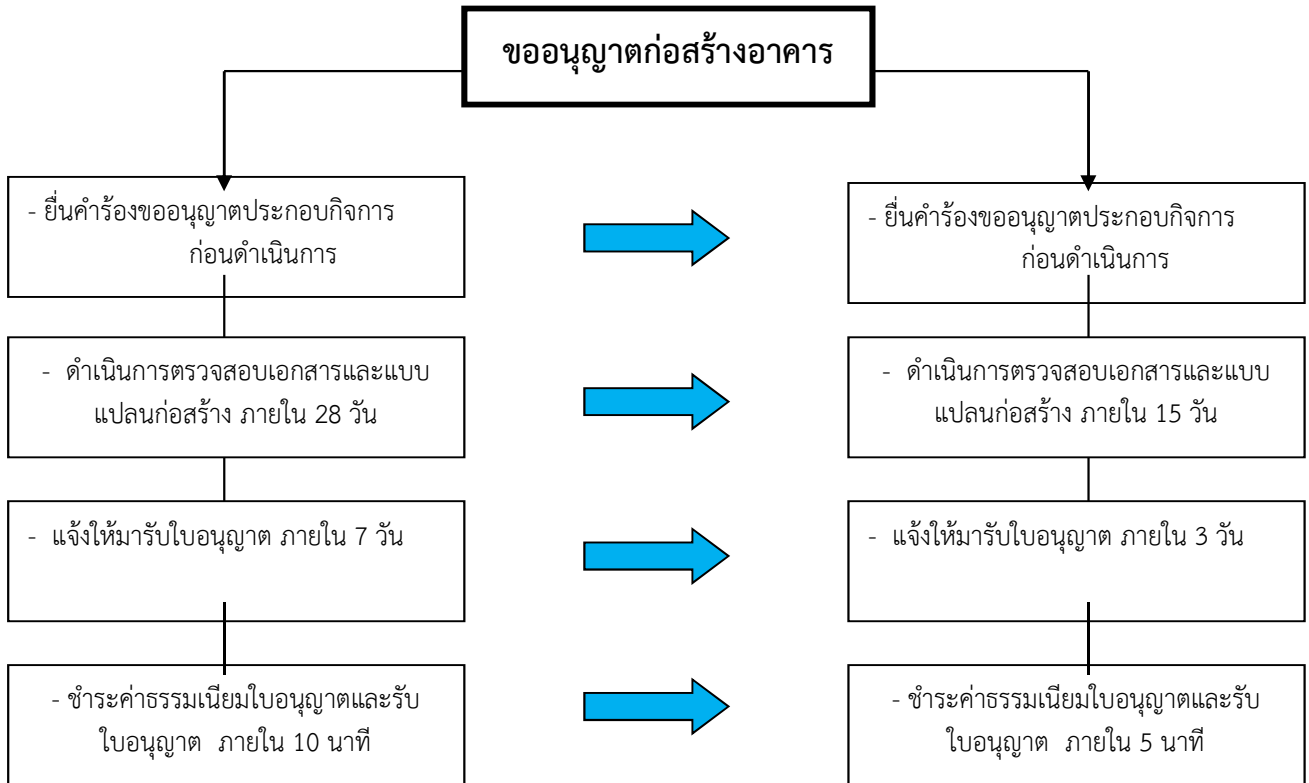 ขออนุญาตก่อสร้างอาคาร
- ยื่นคำร้องขออนุญาตประกอบกิจการ
ก่อนดำเนินการ
- ดำเนินการตรวจสอบเอกสารและแบบ
แปลนก่อสร้าง ภายใน 28 วัน
- แจ้งให้มารับใบอนุญาต ภายใน 7 วัน
- ชำระค่าธรรมเนียมใบอนุญาตและรับ
ใบอนุญาต ภายใน 10 นาที
- ยื่นคำร้องขออนุญาตประกอบกิจการ
ก่อนดำเนินการ
- ดำเนินการตรวจสอบเอกสารและแบบ
แปลนก่อสร้าง ภายใน 15 วัน
- แจ้งให้มารับใบอนุญาต ภายใน 3 วัน
- ชำระค่าธรรมเนียมใบอนุญาตและรับ
ใบอนุญาต ภายใน 5 นาที